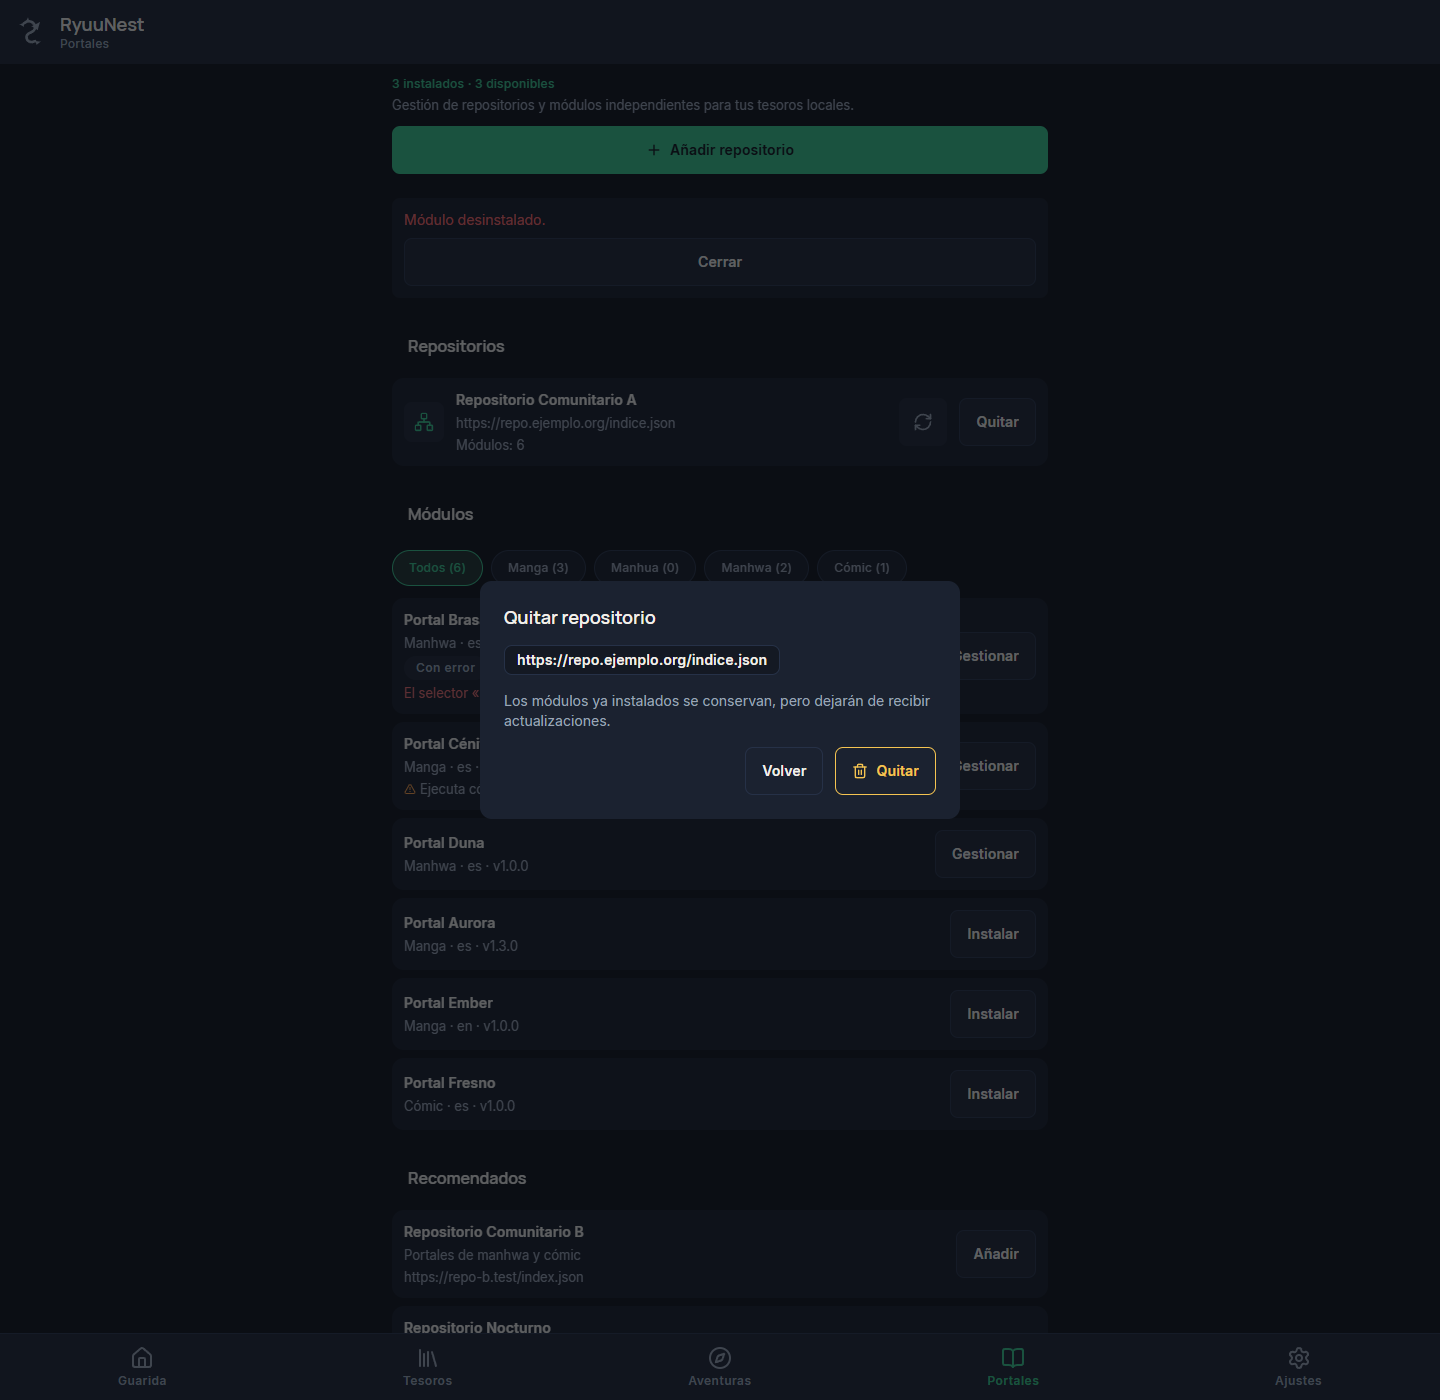 RyuuNest
Portales
3 instalados · 3 disponibles
Gestión de repositorios y módulos independientes para tus tesoros locales.
Añadir repositorio
Módulo desinstalado.
Cerrar
Repositorios
Repositorio Comunitario A
https://repo.ejemplo.org/indice.json
Módulos: 6
Quitar
Módulos
Todos (6)
Manga (3)
Manhua (0)
Manhwa (2)
Cómic (1)
Portal Bras
Manhwa · es
Con error
El selector «
Gestionar
Quitar repositorio
https://repo.ejemplo.org/indice.json
Los módulos ya instalados se conservan, pero dejarán de recibir
actualizaciones.
Volver
Quitar
Portal Céni
Manga · es ·
Ejecuta co
Gestionar
Portal Duna
Manhwa · es · v1.0.0
Gestionar
Portal Aurora
Manga · es · v1.3.0
Instalar
Portal Ember
Manga · en · v1.0.0
Instalar
Portal Fresno
Cómic · es · v1.0.0
Instalar
Recomendados
Repositorio Comunitario B
Portales de manhwa y cómic
https://repo-b.test/index.json
Añadir
Repositorio Nocturno
Guarida
Tesoros
Aventuras
Portales
Ajustes